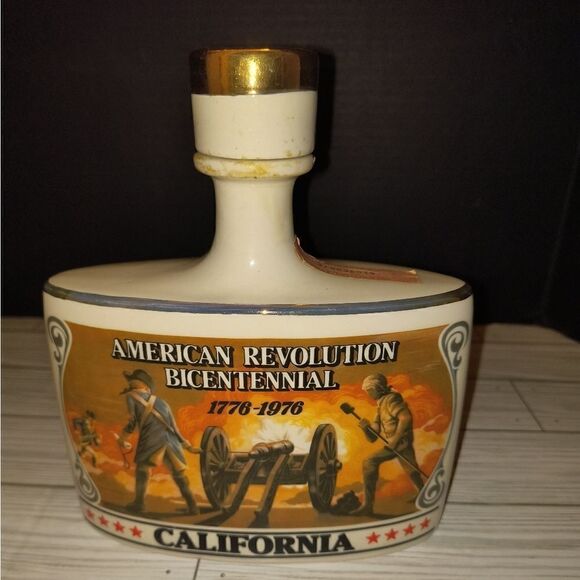 AMERICAN REVOLUTION
BICENTENNIAL
1776-1976
CALIFORNIA